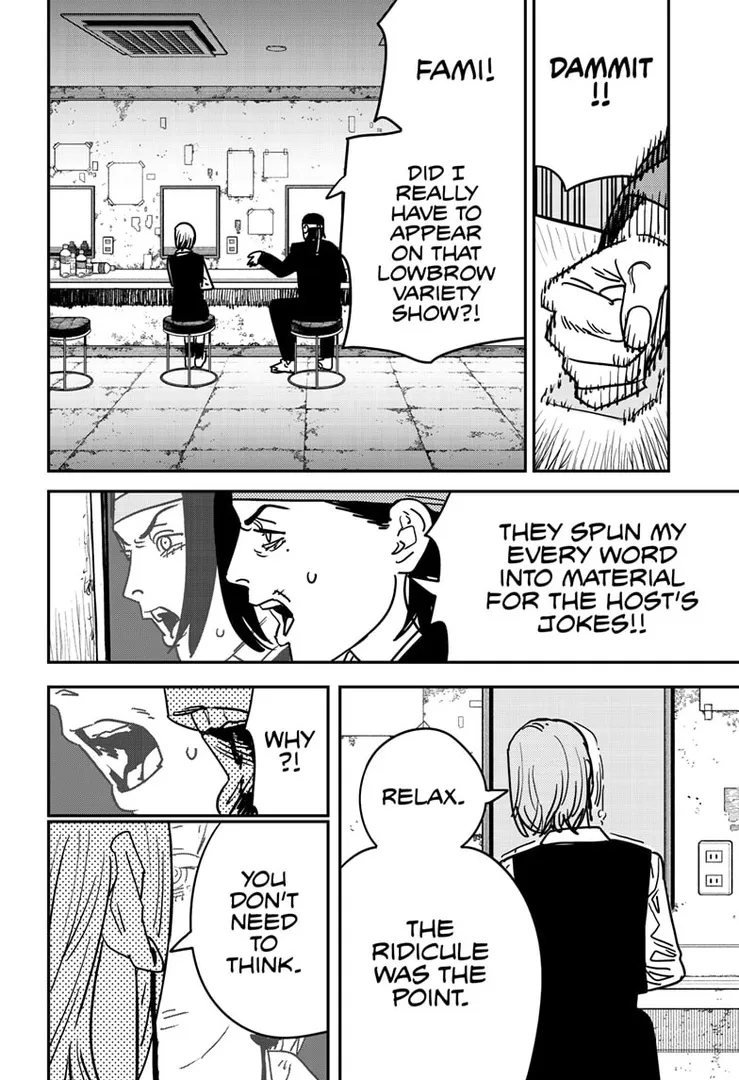 DAMMIT
!!
FAMI!
DID I
REALLY
HAVE TO
APPEAR
ON THAT
LOWBROW
VARIETY
SHOW?!
THEY SPUN MY
EVERY WORD
INTO MATERIAL
FOR THE HOST'S
JOKES!!
RELAX.
THE
RIDICULE
WAS THE
POINT.
WHY
?!
YOU
DON'T
NEED
TO
THINK.